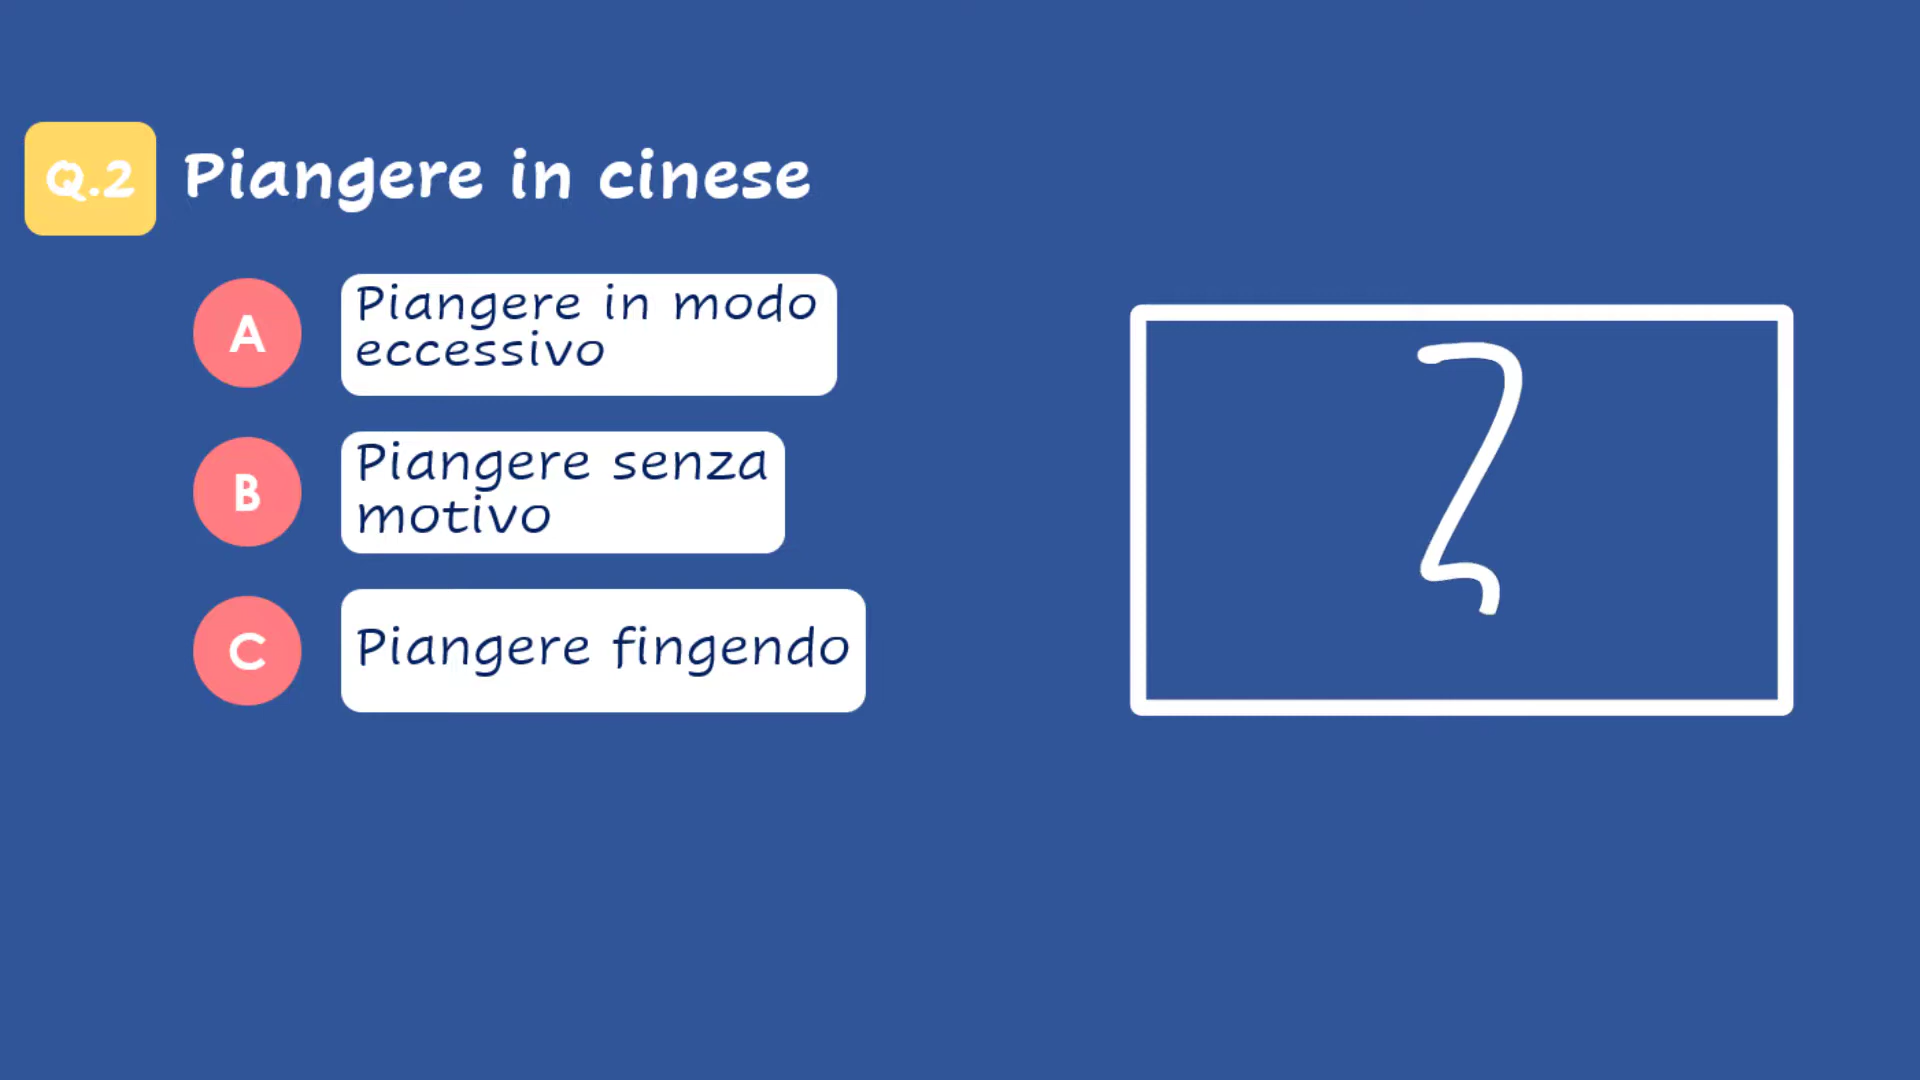 Q.2 Piangere in cinese
A Piangere in modo
eccessivo
B Piangere senza
motivo
C Piangere fingendo